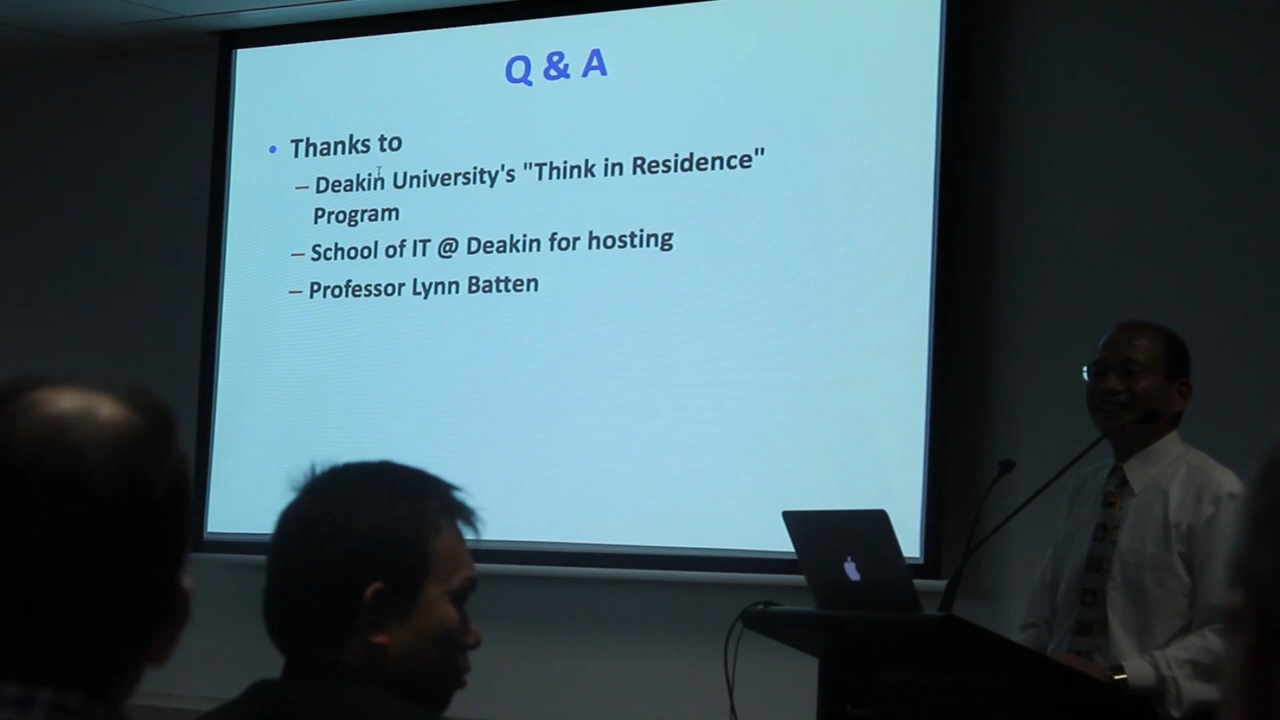 Q & A
• Thanks to
– Deakin University's "Think in Residence"
Program
– School of IT @ Deakin for hosting
– Professor Lynn Batten